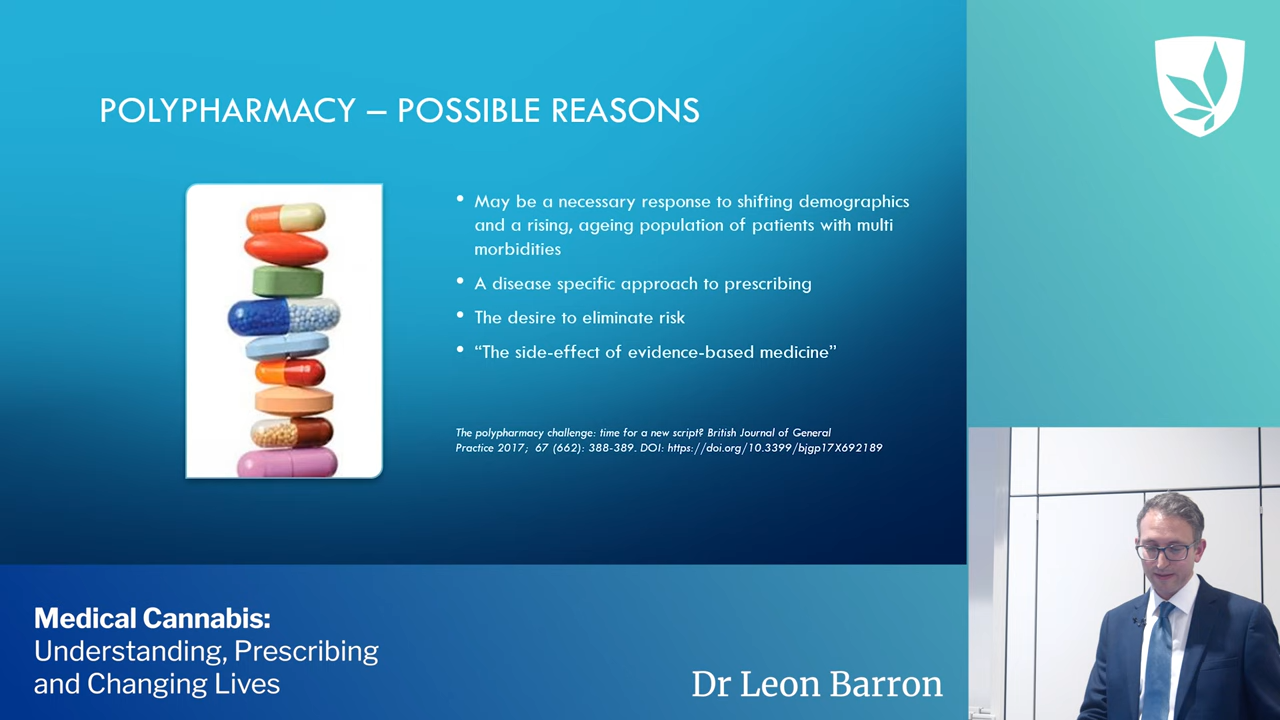 POLYPHARMACY – POSSIBLE REASONS
• May be a necessary response to shifting demographics
and a rising, ageing population of patients with multi
morbidities
• A disease specific approach to prescribing
• The desire to eliminate risk
• “The side-effect of evidence-based medicine”
The polypharmacy challenge: time for a new script? British Journal of General
Practice 2017; 67 (662): 388-389. DOI: https://doi.org/10.3399/bjgp17X692189
Medical Cannabis:
Understanding, Prescribing
and Changing Lives
Dr Leon Barron